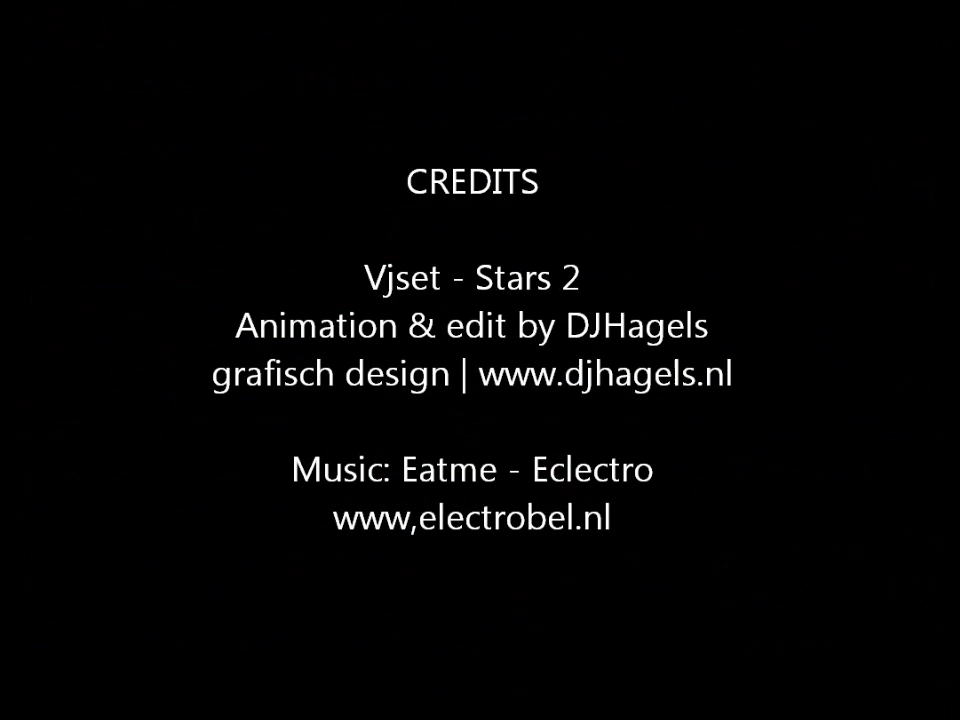 CREDITS
Vjset - Stars 2
Animation & edit by DJHagels
grafisch design | www.djhagels.nl
Music: Eatme - Eclectro
www,electrobel.nl